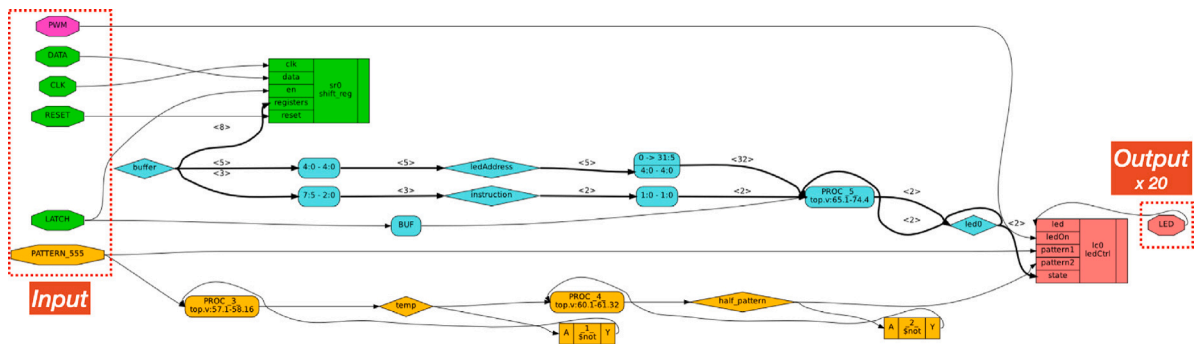 PWM
DATA
CLK
RESET
LATCH
PATTERN_555
Input
clk
data
en
registers
reset
sr0
shift_reg
<8>
buffer
<5>
<3>
4:0 - 4:0
<5>
ledAddress
<5>
0 -> 31:5
4:0 - 4:0
<32>
7:5 - 2:0
<3>
instruction
<2>
1:0 - 1:0
<2>
BUF
PROC_5
top.v:65.1-74.4
<2>
<2>
led0
<2>
led
ledOn
pattern1
pattern2
state
lc0
ledCtrl
Output
x 20
LED
PROC_3
top.v:57.1-58.16
temp
PROC_4
top.v:60.1-61.32
half_pattern
A
_1_
$not
Y
A
_2_
$not
Y